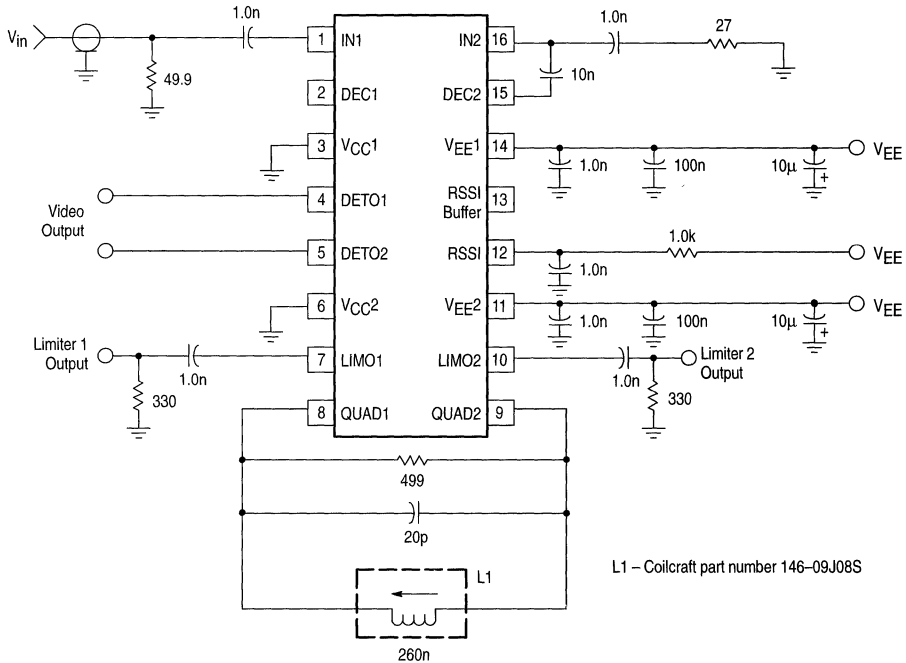 1.0n
1.0n
27
Vin
1
IN1
IN2
16
49.9
10n
2
DEC1
DEC2
15
3
VCC1
VEE1
14
1.0n
100n
10μ
+
VEE
Video
Output
4
DETO1
RSSI
Buffer
13
1.0k
5
DETO2
RSSI
12
VEE
1.0n
6
VCC2
VEE2
11
1.0n
100n
10μ
+
VEE
Limiter 1
Output
1.0n
7
LIMO1
LIMO2
10
1.0n
Limiter 2
Output
330
330
8
QUAD1
QUAD2
9
499
20p
L1
L1 – Coilcraft part number 146–09J08S
260n